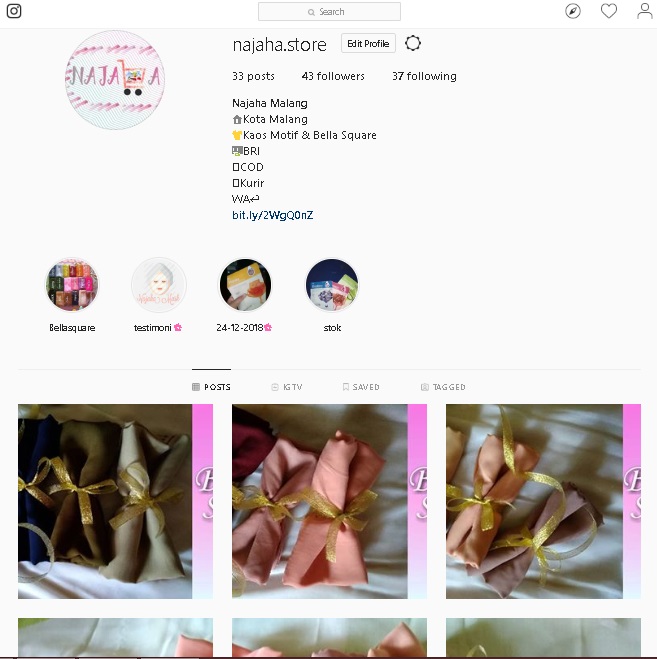 Search
NAJAHA
najaha.store Edit Profile
33 posts 43 followers 37 following
Najaha Malang
Kota Malang
Kaos Motif & Bella Square
BRI
COD
Kurir
WA
bit.ly/2WgQ0nZ
Bellasquare testimoni 24-12-2018 stok
POSTS IGTV SAVED TAGGED
B B B
S S S